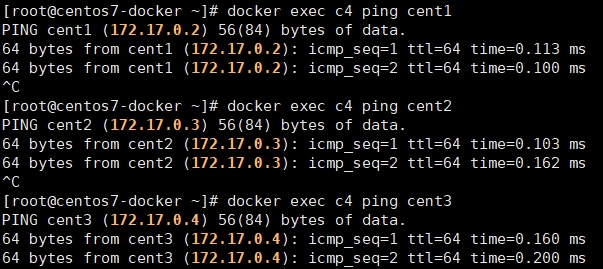 [root@centos7-docker ~]# docker exec c4 ping cent1
PING cent1 (172.17.0.2) 56(84) bytes of data.
64 bytes from cent1 (172.17.0.2): icmp_seq=1 ttl=64 time=0.113 ms
64 bytes from cent1 (172.17.0.2): icmp_seq=2 ttl=64 time=0.100 ms
^C
[root@centos7-docker ~]# docker exec c4 ping cent2
PING cent2 (172.17.0.3) 56(84) bytes of data.
64 bytes from cent2 (172.17.0.3): icmp_seq=1 ttl=64 time=0.103 ms
64 bytes from cent2 (172.17.0.3): icmp_seq=2 ttl=64 time=0.162 ms
^C
[root@centos7-docker ~]# docker exec c4 ping cent3
PING cent3 (172.17.0.4) 56(84) bytes of data.
64 bytes from cent3 (172.17.0.4): icmp_seq=1 ttl=64 time=0.160 ms
64 bytes from cent3 (172.17.0.4): icmp_seq=2 ttl=64 time=0.200 ms